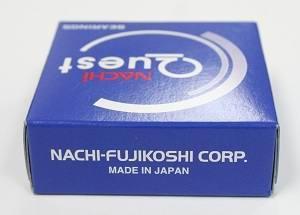 BEARINGS
NACHi
Quest
NACHI-FUJIKOSHI CORP.
MADE IN JAPAN